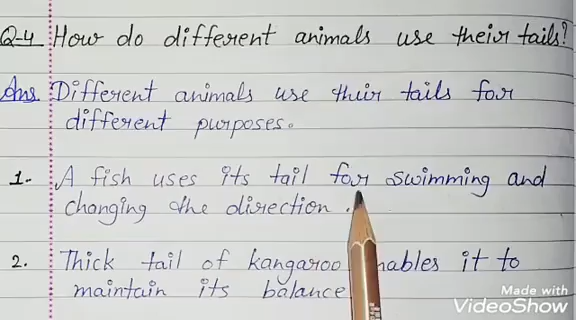 Q-4 How do different animals use their tails?
Ans Different animals use their tails for
different purposes.
1. A fish uses its tail for swimming and
changing the direction.
2. Thick tail of kangaroo nables it to
maintain its balance
Made with
VideoShow